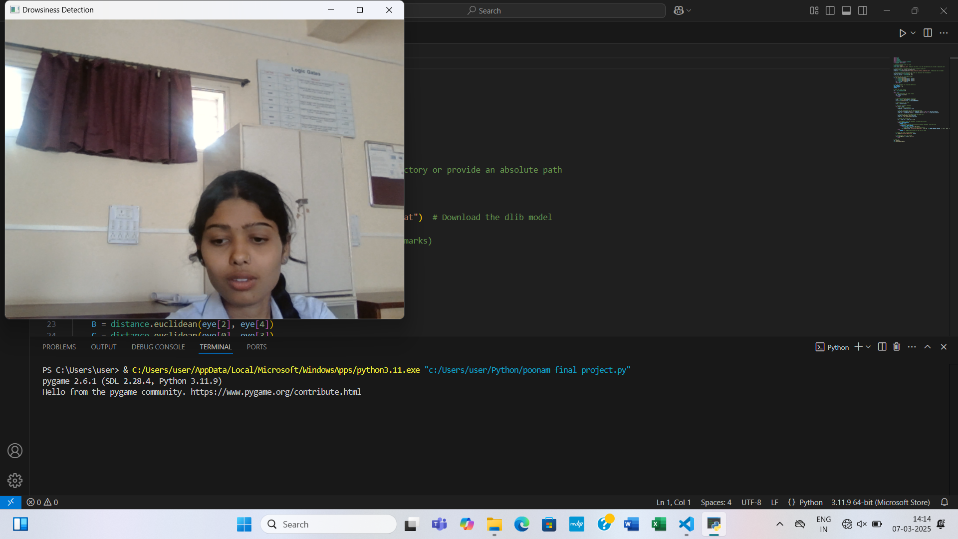 Drowsiness Detection
Search
Logic Gates
ctory or provide an absolute path
at") # Download the dlib model
marks)
23 B = distance.euclidean(eye[2], eye[4])
PROBLEMS OUTPUT DEBUG CONSOLE TERMINAL PORTS
Python
PS C:\Users\user> & C:/Users/user/AppData/Local/Microsoft/WindowsApps/python3.11.exe "c:/Users/user/Python/poonam final project.py"
pygame 2.6.1 (SDL 2.28.4, Python 3.11.9)
Hello from the pygame community. https://www.pygame.org/contribute.html
0 0 Ln 1, Col 1 Spaces: 4 UTF-8 LF {} Python 3.11.9 64-bit (Microsoft Store)
Search
ENG
IN
14:14
07-03-2025